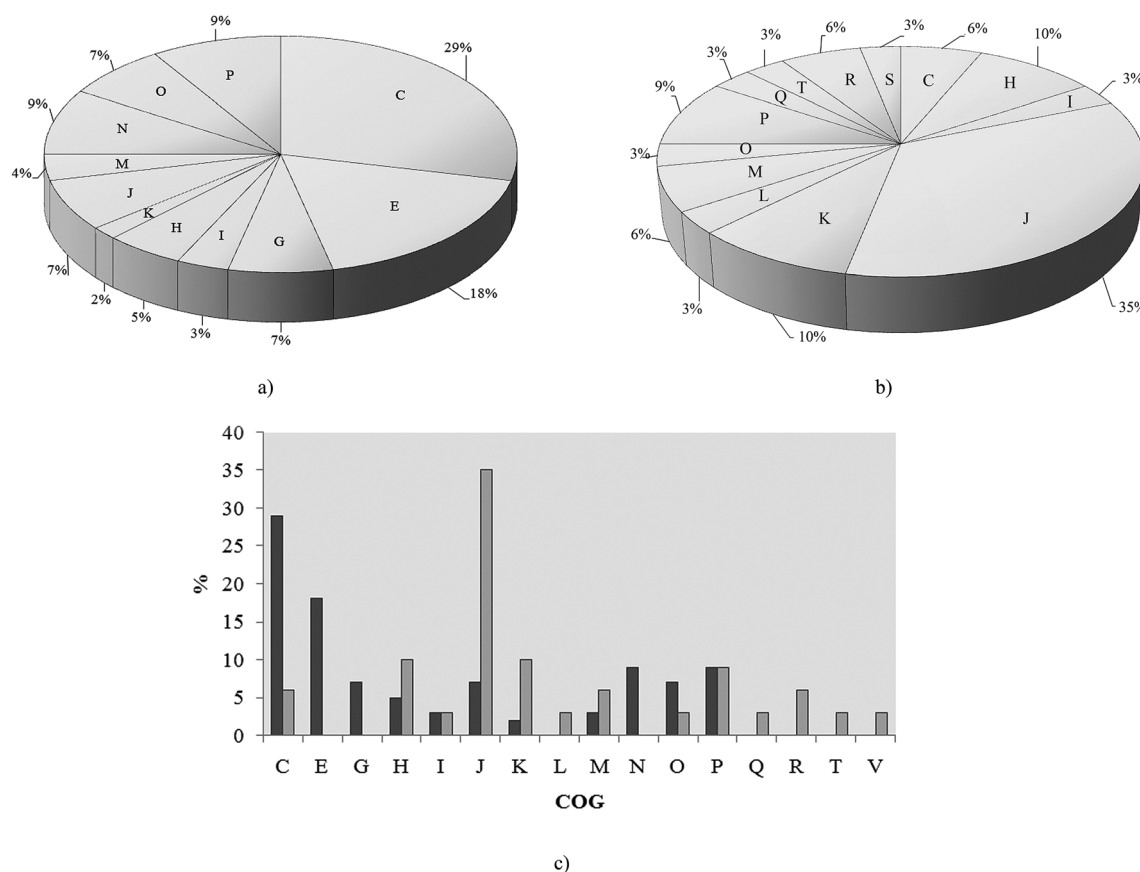 9%
29%
7%
P
C
O
9%
N
M
4%
J
E
K
H
I
G
7%
2%
5%
3%
7%
18%
a)
3%
6%
3%
6%
10%
3%
3%
R
S
C
H
T
I
Q
9%
P
O
3%
M
L
K
J
6%
3%
10%
35%
b)
40
35
30
25
20
15
10
5
0
%
C E G H I J K L M N O P Q R T V
COG
c)